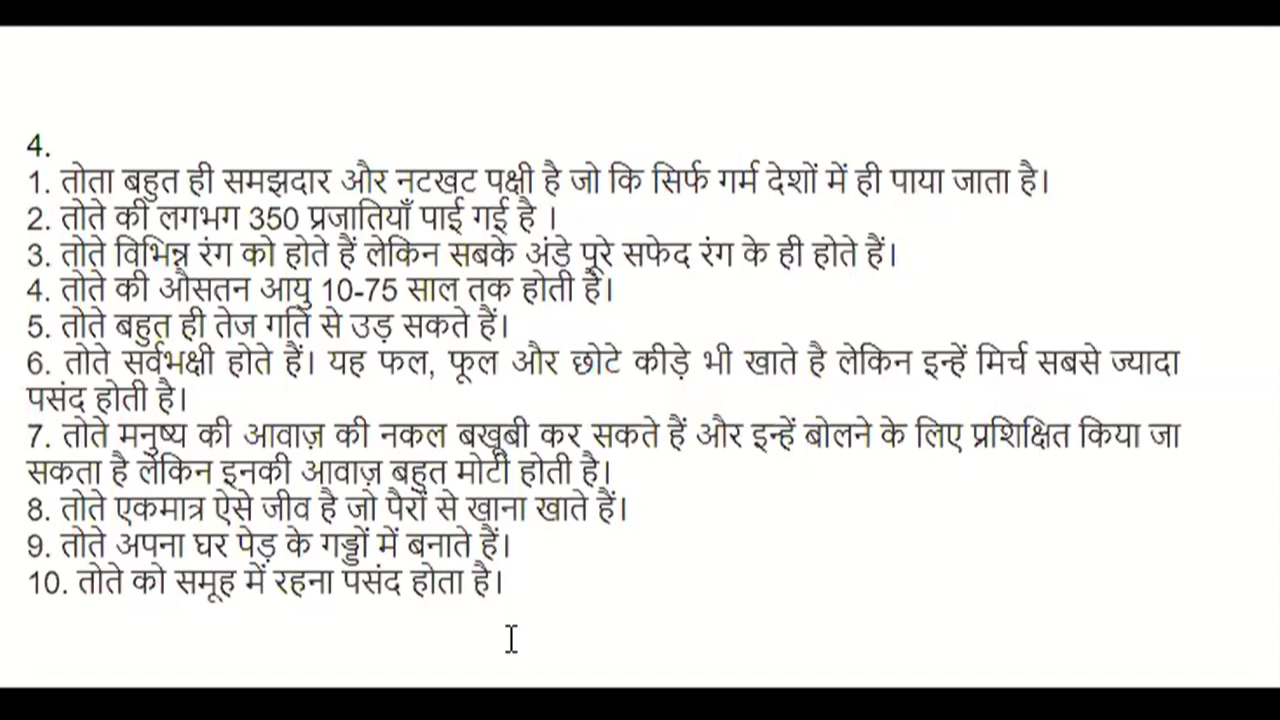 4.
1. तोता बहुत ही समझदार और नटखट पक्षी है जो कि सिर्फ गर्म देशों में ही पाया जाता है।
2. तोते की लगभग 350 प्रजातियाँ पाई गई है ।
3. तोते विभिन्न रंग को होते हैं लेकिन सबके अंडे पूरे सफेद रंग के ही होते हैं।
4. तोते की औसतन आयु 10-75 साल तक होती है।
5. तोते बहुत ही तेज गति से उड़ सकते हैं।
6. तोते सर्वभक्षी होते हैं। यह फल, फूल और छोटे कीड़े भी खाते है लेकिन इन्हें मिर्च सबसे ज्यादा
पसंद होती है।
7. तोते मनुष्य की आवाज़ की नकल बखूबी कर सकते हैं और इन्हें बोलने के लिए प्रशिक्षित किया जा
सकता है लेकिन इनकी आवाज़ बहुत मोटी होती है।
8. तोते एकमात्र ऐसे जीव है जो पैरों से खाना खाते हैं।
9. तोते अपना घर पेड़ के गड्डों में बनाते हैं।
10. तोते को समूह में रहना पसंद होता है।